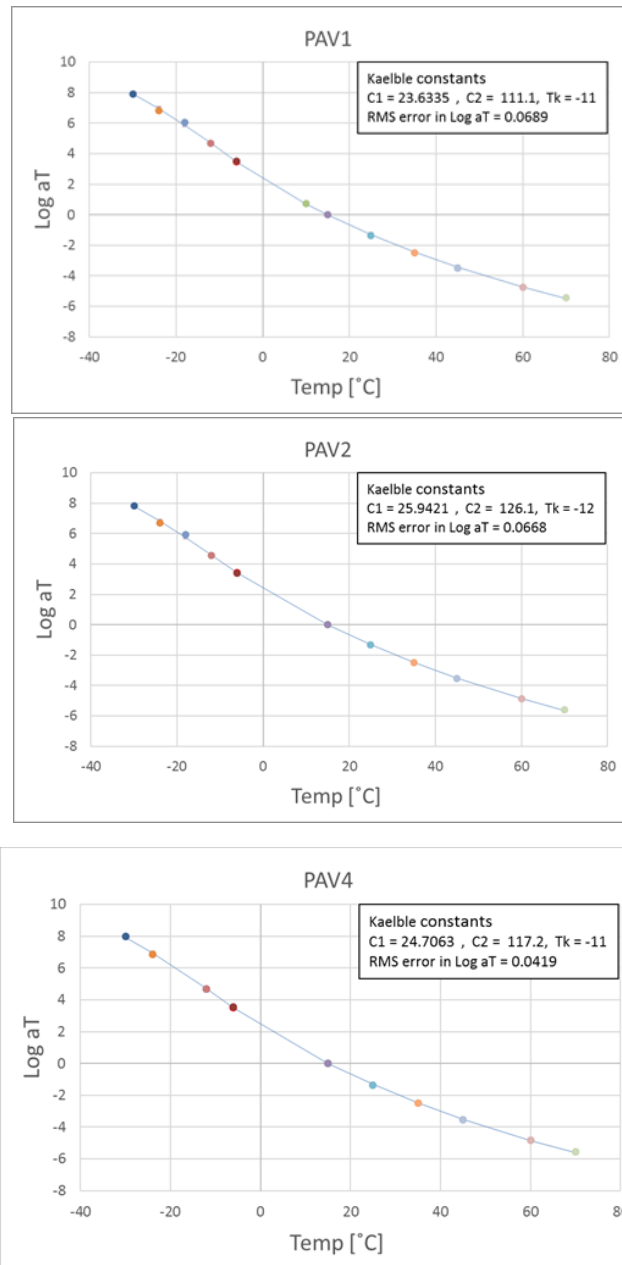 PAV1
Kaelble constants
C1 = 23.6335 , C2 = 111.1, Tk = -11
RMS error in Log aT = 0.0689
10
8
6
4
2
0
-2
-4
-6
-8
Log aT
-40 -20 0 20 40 60 80
Temp [˚C]
PAV2
Kaelble constants
C1 = 25.9421 , C2 = 126.1, Tk = -12
RMS error in Log aT = 0.0668
10
8
6
4
2
0
-2
-4
-6
-8
Log aT
-40 -20 0 20 40 60 80
Temp [˚C]
PAV4
Kaelble constants
C1 = 24.7063 , C2 = 117.2, Tk = -11
RMS error in Log aT = 0.0419
10
8
6
4
2
0
-2
-4
-6
-8
Log aT
-40 -20 0 20 40 60 80
Temp [˚C]